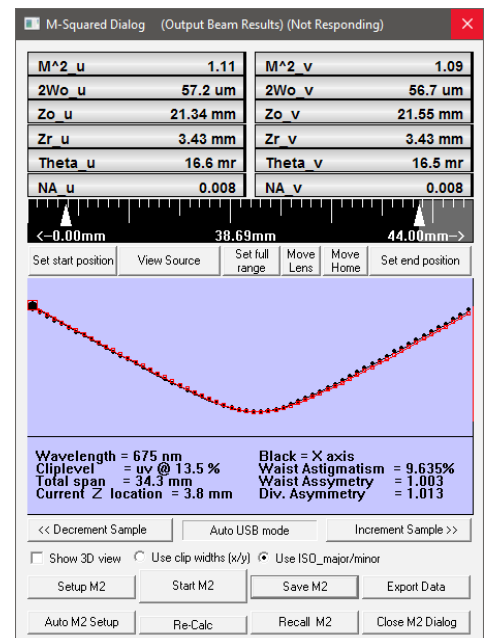 M-Squared Dialog (Output Beam Results) (Not Responding)
M^2_u 1.11 M^2_v 1.09
2Wo_u 57.2 um 2Wo_v 56.7 um
Zo_u 21.34 mm Zo_v 21.55 mm
Zr_u 3.43 mm Zr_v 3.43 mm
Theta_u 16.6 mr Theta_v 16.5 mr
NA_u 0.008 NA_v 0.008
<--0.00mm 38.69mm 44.00mm-->
Set start position View Source Set full range Move Lens Move Home Set end position
Wavelength = 675 nm Black = X axis
Cliplevel = uv @ 13.5 % Waist Astigmatism = 9.635%
Total span = 34.3 mm Waist Assymetry = 1.003
Current Z location = 3.8 mm Div. Asymmetry = 1.013
<< Decrement Sample Auto USB mode Increment Sample >>
Show 3D view Use clip widths (x/y) Use ISO_major/minor
Setup M2 Start M2 Save M2 Export Data
Auto M2 Setup Re-Calc Recall M2 Close M2 Dialog